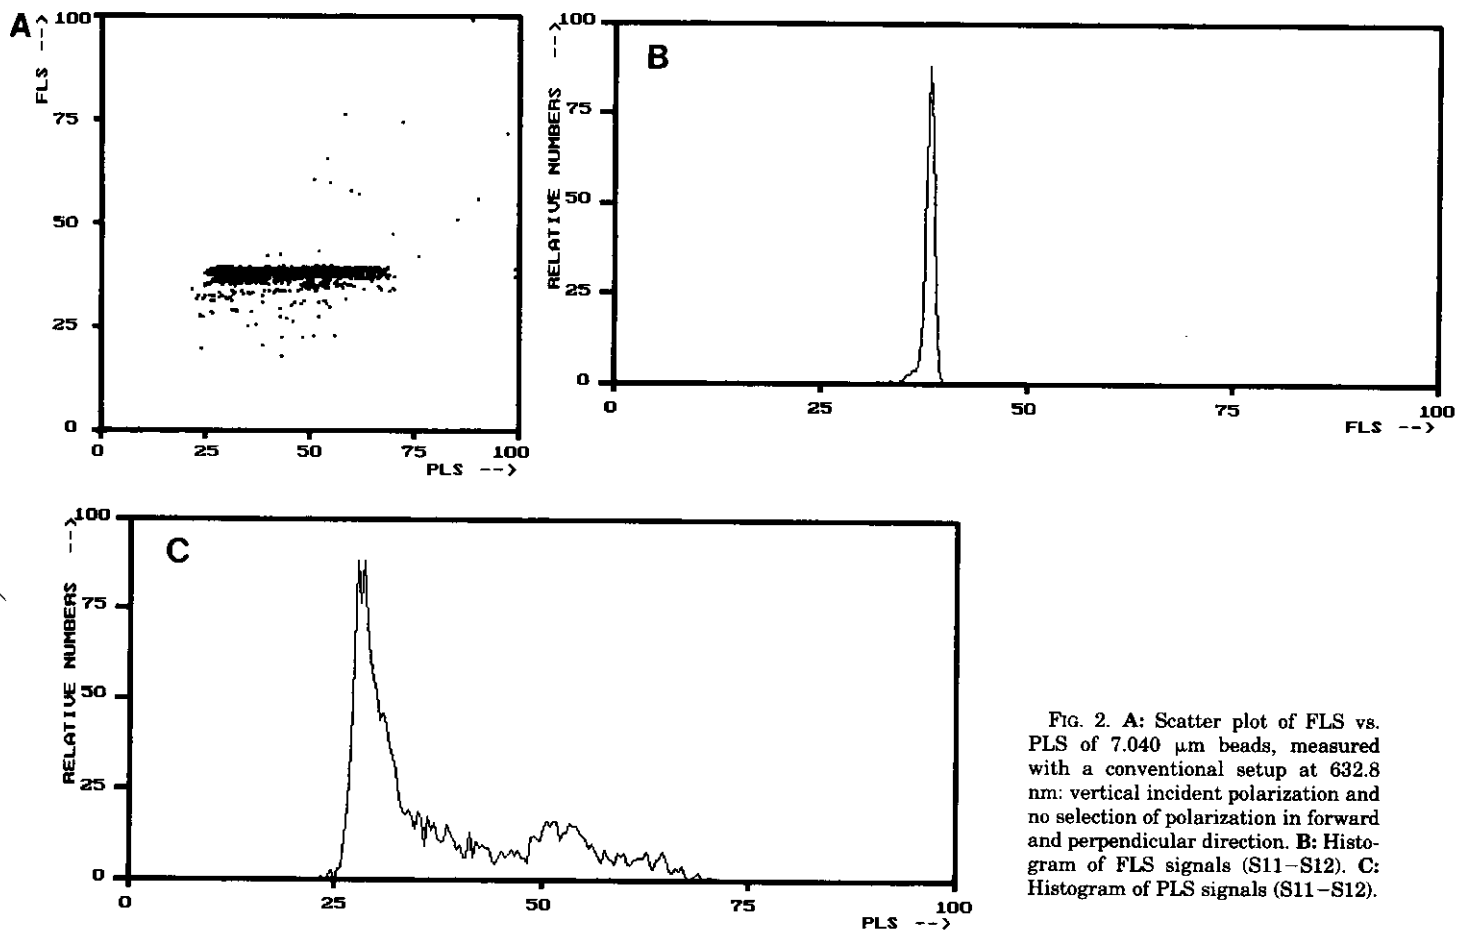 A
FLS -->
100
75
50
25
0
0 25 50 75 100
PLS -->
B
RELATIVE NUMBERS -->
100
75
50
25
0
0 25 50 75 100
FLS -->
C
RELATIVE NUMBERS -->
100
75
50
25
0
0 25 50 75 100
PLS -->
FIG. 2. A: Scatter plot of FLS vs.
PLS of 7.040 μm beads, measured
with a conventional setup at 632.8
nm: vertical incident polarization and
no selection of polarization in forward
and perpendicular direction. B: Histo-
gram of FLS signals (S11–S12). C:
Histogram of PLS signals (S11–S12).